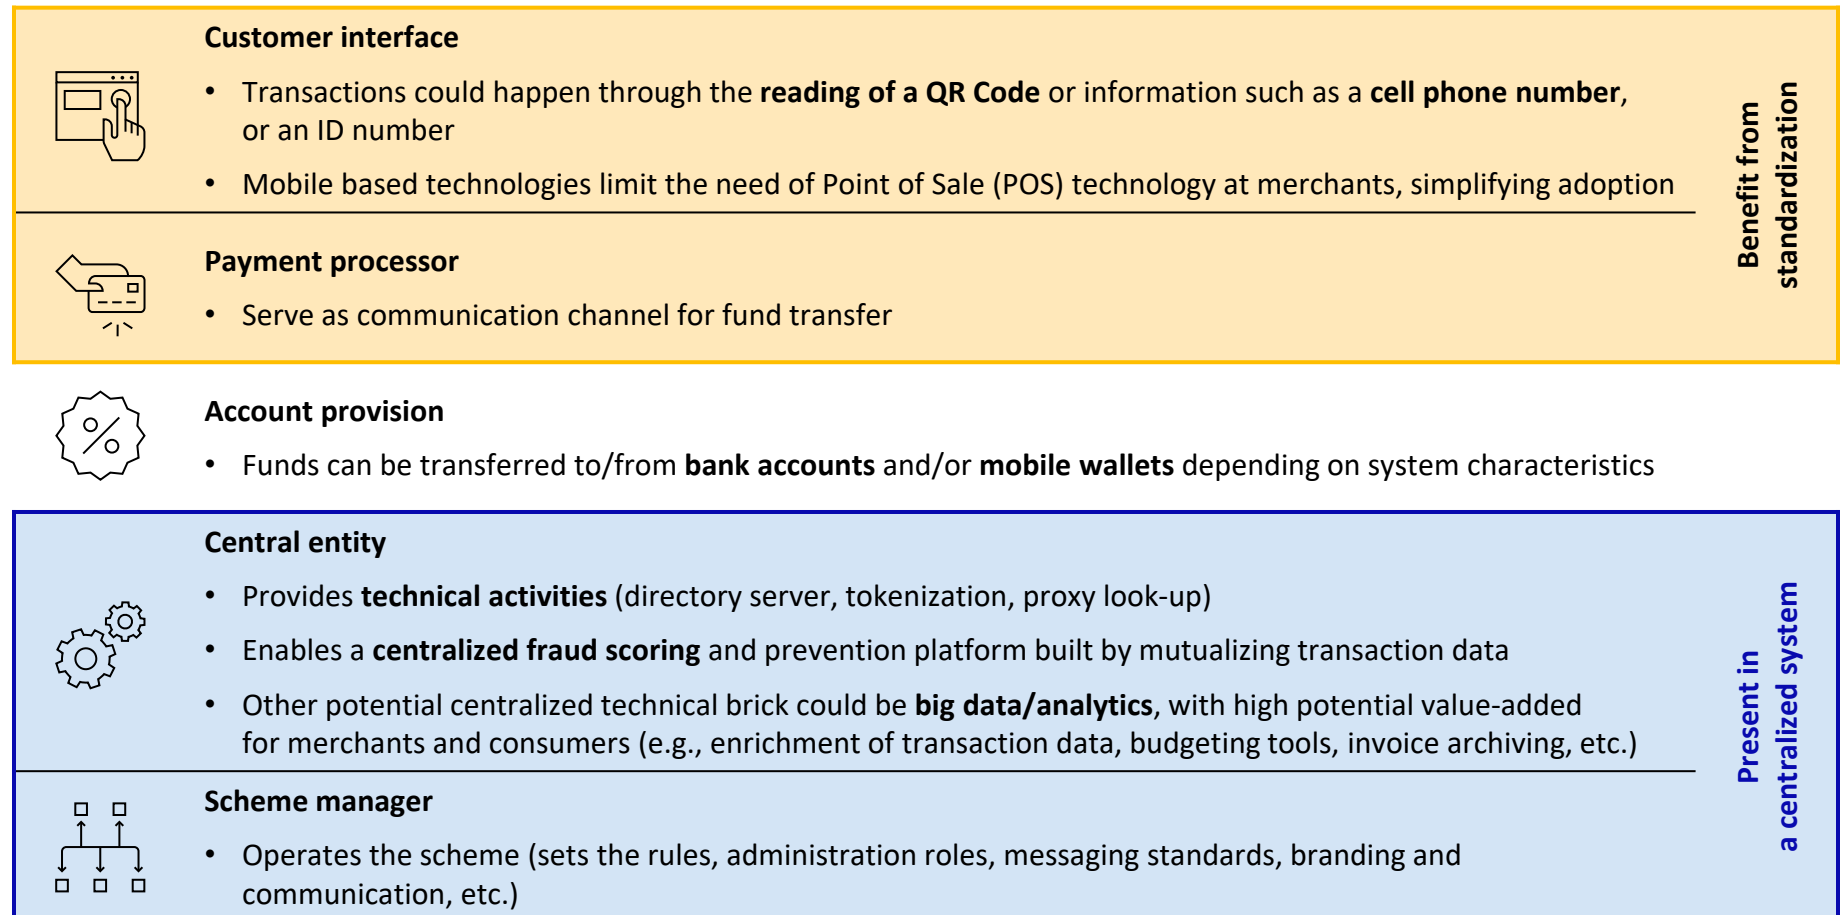 Customer interface
• Transactions could happen through the reading of a QR Code or information such as a cell phone number,
or an ID number
• Mobile based technologies limit the need of Point of Sale (POS) technology at merchants, simplifying adoption
Payment processor
• Serve as communication channel for fund transfer
Benefit from
standardization
Account provision
• Funds can be transferred to/from bank accounts and/or mobile wallets depending on system characteristics
Central entity
• Provides technical activities (directory server, tokenization, proxy look-up)
• Enables a centralized fraud scoring and prevention platform built by mutualizing transaction data
• Other potential centralized technical brick could be big data/analytics, with high potential value-added
for merchants and consumers (e.g., enrichment of transaction data, budgeting tools, invoice archiving, etc.)
Scheme manager
• Operates the scheme (sets the rules, administration roles, messaging standards, branding and
communication, etc.)
Present in
a centralized system